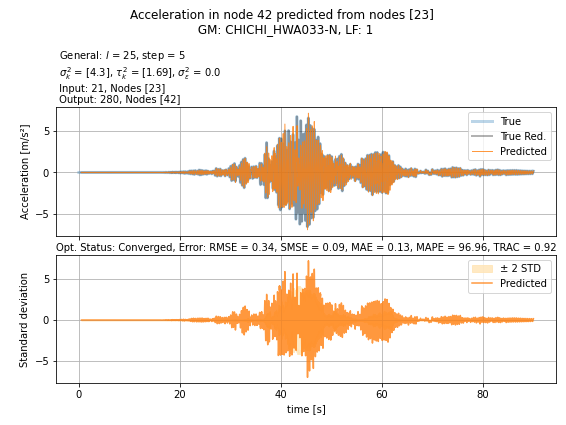 Acceleration in node 42 predicted from nodes [23]
GM: CHICHI_HWA033-N, LF: 1
General: l = 25, step = 5
σ²ₖ = [4.3], τ²ₖ = [1.69], σ²ε = 0.0
Input: 21, Nodes [23]
Output: 280, Nodes [42]
Acceleration [m/s²]
5
0
−5
True
True Red.
Predicted
Opt. Status: Converged, Error: RMSE = 0.34, SMSE = 0.09, MAE = 0.13, MAPE = 96.96, TRAC = 0.92
Standard deviation
5
0
−5
± 2 STD
Predicted
0 20 40 60 80
time [s]